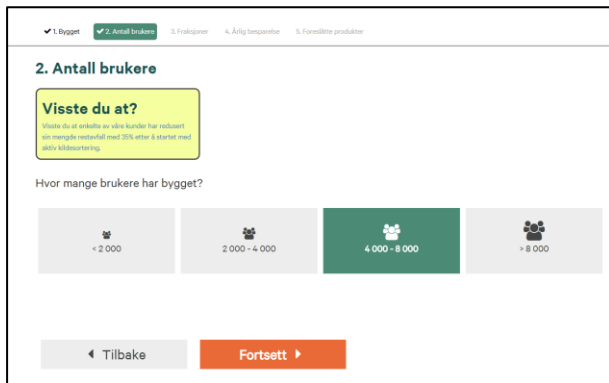 1. Bygget 2. Antall brukere 3. Fraksjoner 4. Årlig besparelse 5. Foreslåtte produkter
2. Antall brukere
Visste du at?
Visste du at enkelte av våre kunder har redusert
sin mengde restavfall med 35% etter å startet med
aktiv kildesortering.
Hvor mange brukere har bygget?
< 2 000 2 000 - 4 000 4 000 - 8 000 > 8 000
Tilbake Fortsett